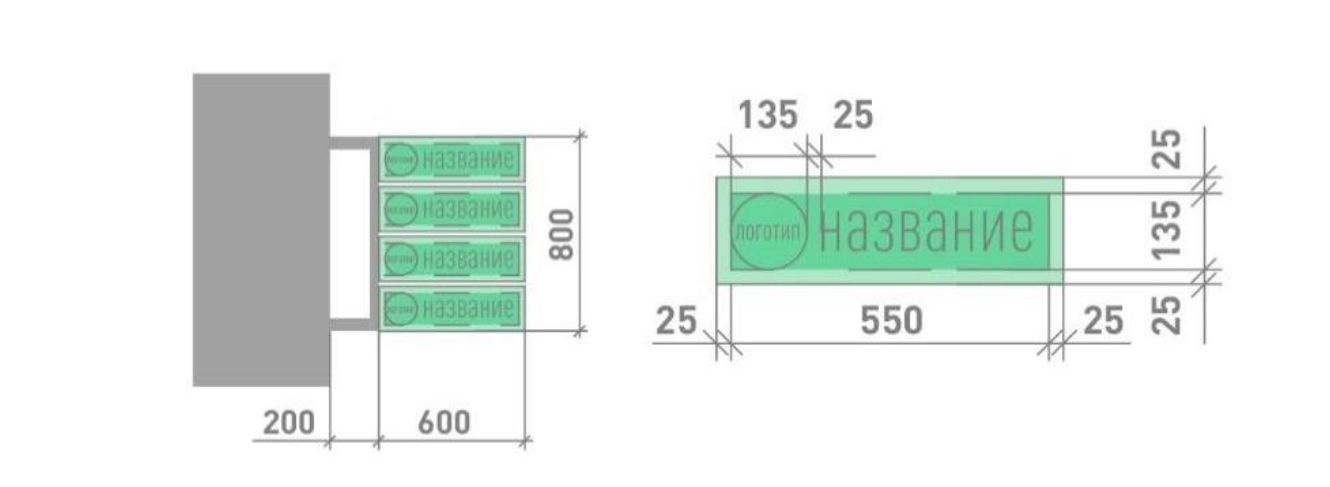 логотип название
логотип название
логотип название
логотип название
800
200 600
135 25
25
135
25
логотип название
25 550 25